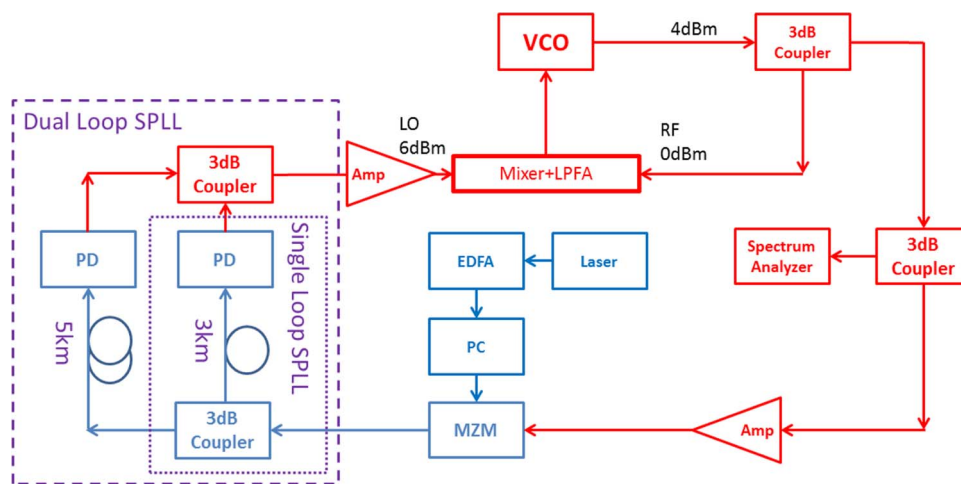 VCO
4dBm
3dB
Coupler
Dual Loop SPLL
LO
6dBm
RF
0dBm
3dB
Coupler
Amp
Mixer+LPFA
Single Loop SPLL
PD
PD
EDFA
Laser
Spectrum
Analyzer
3dB
Coupler
5km
3km
PC
3dB
Coupler
MZM
Amp